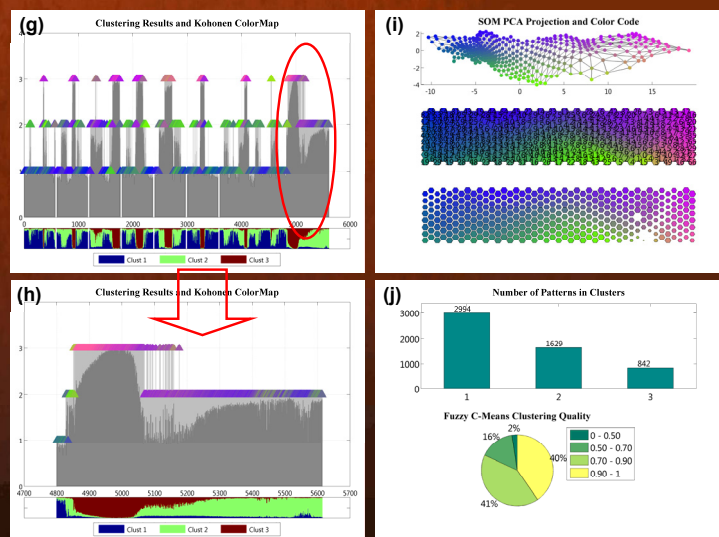 (g)
Clustering Results and Kohonen ColorMap
4
3
2
1
0
0 1000 2000 3000 4000 5000 6000
Clust 1 Clust 2 Clust 3
(i)
SOM PCA Projection and Color Code
2
0
-2
-4
-10 -5 0 5 10 15
(h)
Clustering Results and Kohonen ColorMap
4
3
2
1
0
4700 4800 4900 5000 5100 5200 5300 5400 5500 5600 5700
Clust 1 Clust 2 Clust 3
(j)
Number of Patterns in Clusters
3000
2000
1000
0
2994
1629
842
1 2 3
Fuzzy C-Means Clustering Quality
2%
16%
40%
41%
0 - 0.50
0.50 - 0.70
0.70 - 0.90
0.90 - 1